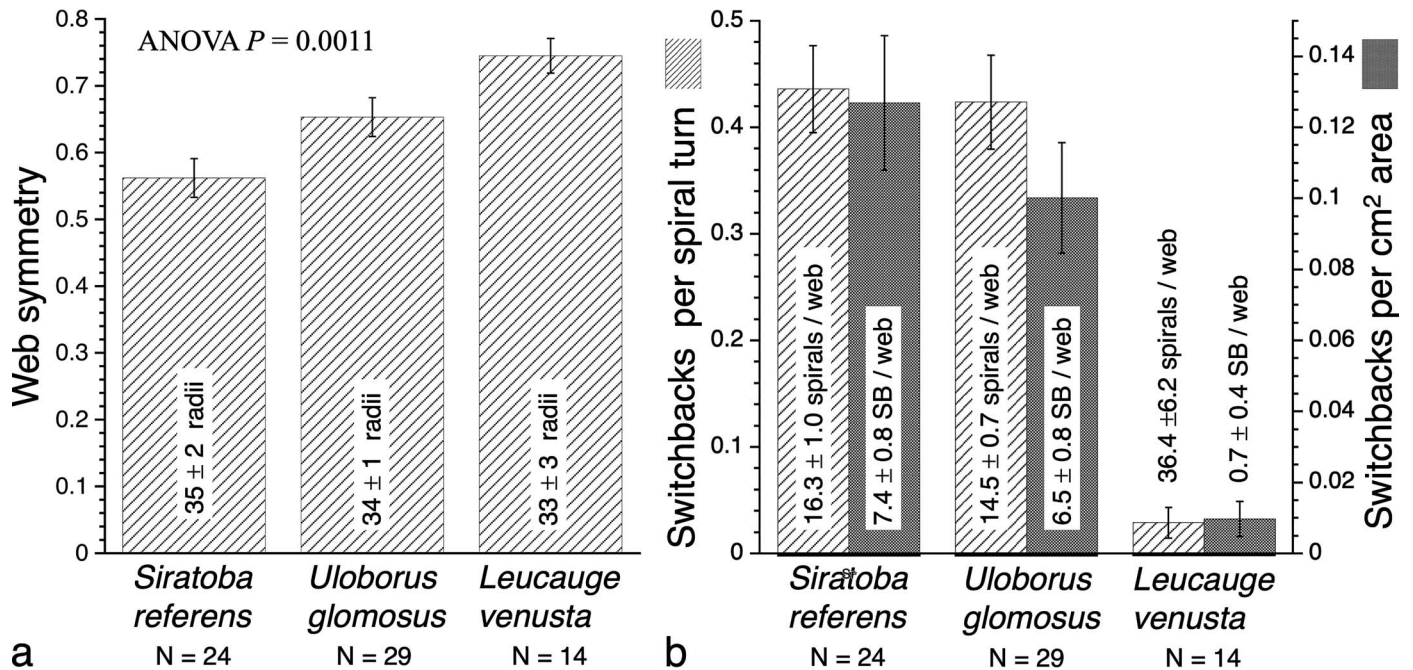 0.8
0.7
0.6
0.5
0.4
0.3
0.2
0.1
0
Web symmetry
ANOVA P = 0.0011
35 ± 2 radii
34 ± 1 radii
33 ± 3 radii
Siratoba
referens
N = 24
Uloborus
glomosus
N = 29
Leucauge
venusta
N = 14
a
Switchbacks per spiral turn
0.5
0.4
0.3
0.2
0.1
0
16.3 ± 1.0 spirals / web
7.4 ± 0.8 SB / web
14.5 ± 0.7 spirals / web
6.5 ± 0.8 SB / web
36.4 ±6.2 spirals / web
0.7 ± 0.4 SB / web
0.14
0.12
0.1
0.08
0.06
0.04
0.02
0
Switchbacks per cm² area
Siratoba
referens
N = 24
Uloborus
glomosus
N = 29
Leucauge
venusta
N = 14
b